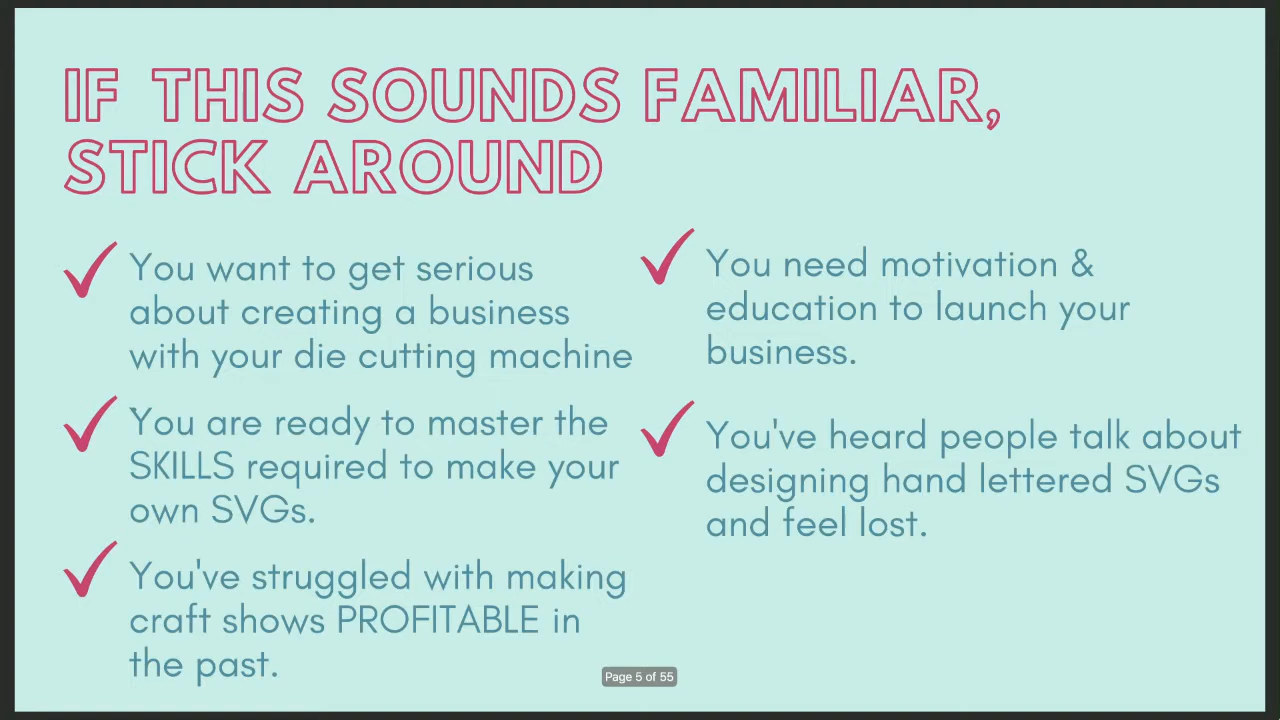 IF THIS SOUNDS FAMILIAR,
STICK AROUND
You want to get serious
about creating a business
with your die cutting machine
You are ready to master the
SKILLS required to make your
own SVGs.
You've struggled with making
craft shows PROFITABLE in
the past.
You need motivation &
education to launch your
business.
You've heard people talk about
designing hand lettered SVGs
and feel lost.
Page 5 of 55